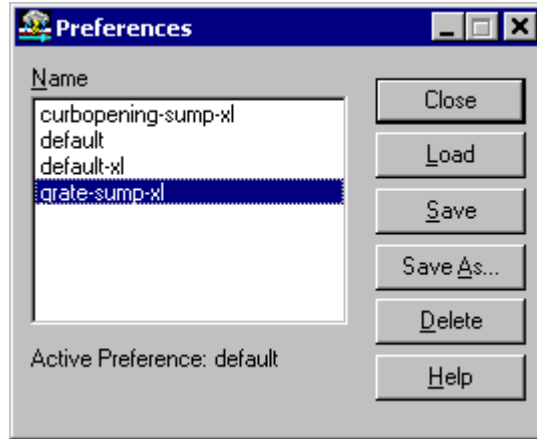 Preferences
Name
curbopening-sump-xl
default
default-xl
grate-sump-xl
Active Preference: default
Close
Load
Save
Save As...
Delete
Help